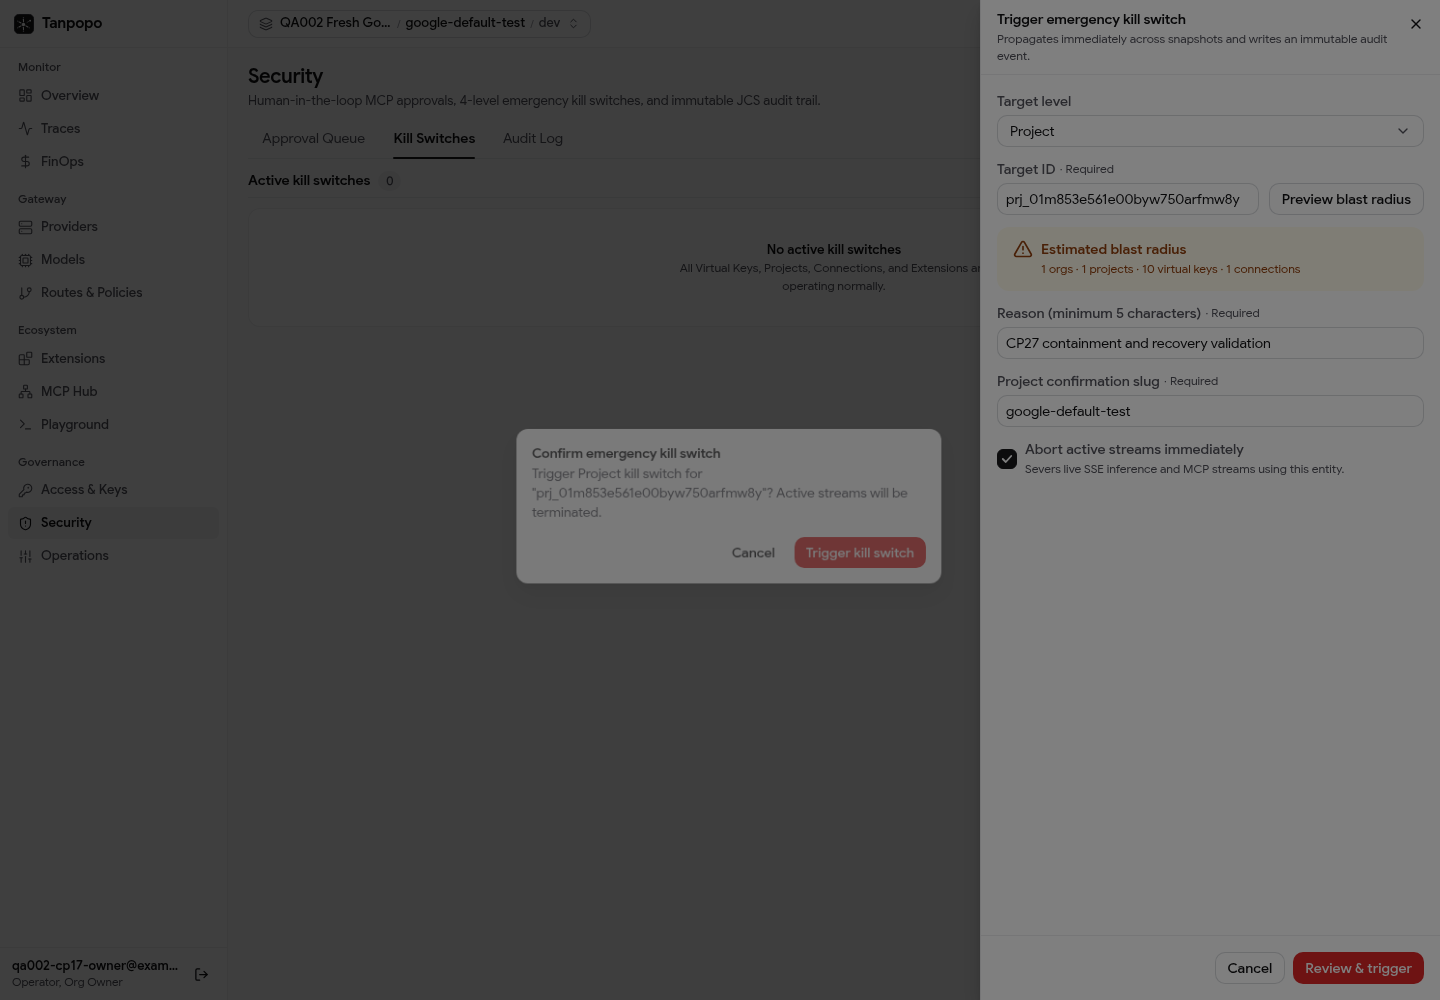 Tanpopo
Monitor
Overview
Traces
FinOps
Gateway
Providers
Models
Routes & Policies
Ecosystem
Extensions
MCP Hub
Playground
Governance
Access & Keys
Security
Operations
qa002-cp17-owner@exam...
Operator, Org Owner
QA002 Fresh Go... / google-default-test / dev
Security
Human-in-the-loop MCP approvals, 4-level emergency kill switches, and immutable JCS audit trail.
Approval Queue Kill Switches Audit Log
Active kill switches 0
No active kill switches
All Virtual Keys, Projects, Connections, and Extensions
operating normally.
Confirm emergency kill switch
Trigger Project kill switch for
"prj_01m853e561e00byw750arfmw8y"? Active streams will be
terminated.
Cancel Trigger kill switch
Trigger emergency kill switch
Propagates immediately across snapshots and writes an immutable audit
event.
Target level
Project
Target ID · Required
prj_01m853e561e00byw750arfmw8y Preview blast radius
Estimated blast radius
1 orgs · 1 projects · 10 virtual keys · 1 connections
Reason (minimum 5 characters) · Required
CP27 containment and recovery validation
Project confirmation slug · Required
google-default-test
Abort active streams immediately
Severs live SSE inference and MCP streams using this entity.
Cancel Review & trigger